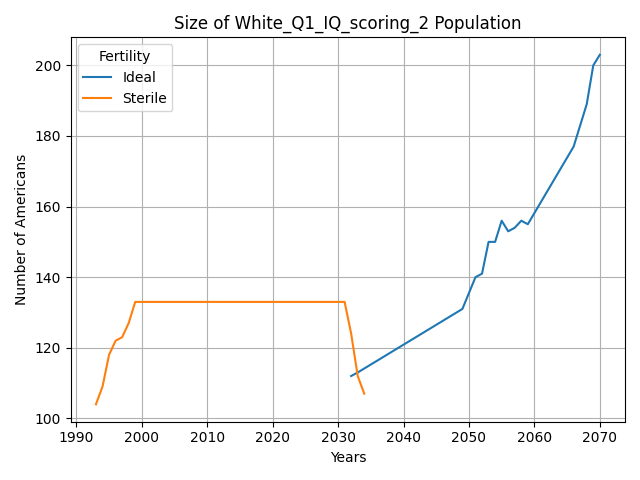 Size of White_Q1_IQ_scoring_2 Population
Fertility
Ideal
Sterile
Number of Americans
200
180
160
140
120
100
1990 2000 2010 2020 2030 2040 2050 2060 2070
Years